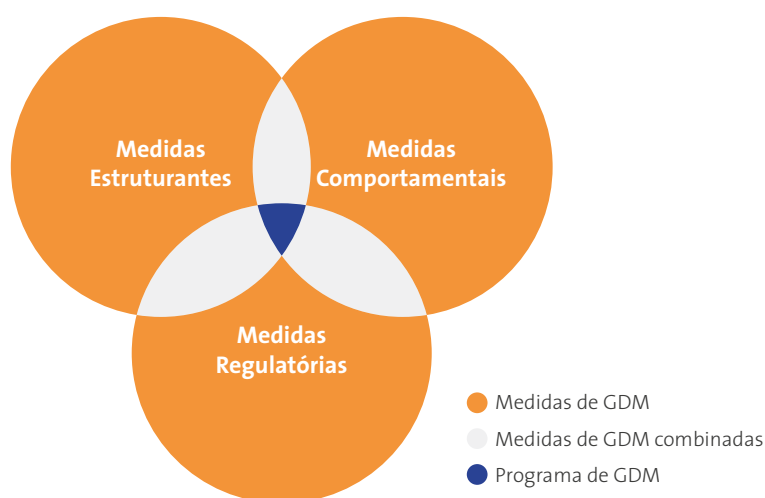 Medidas
Estruturantes
Medidas
Comportamentais
Medidas
Regulatórias
Medidas de GDM
Medidas de GDM combinadas
Programa de GDM